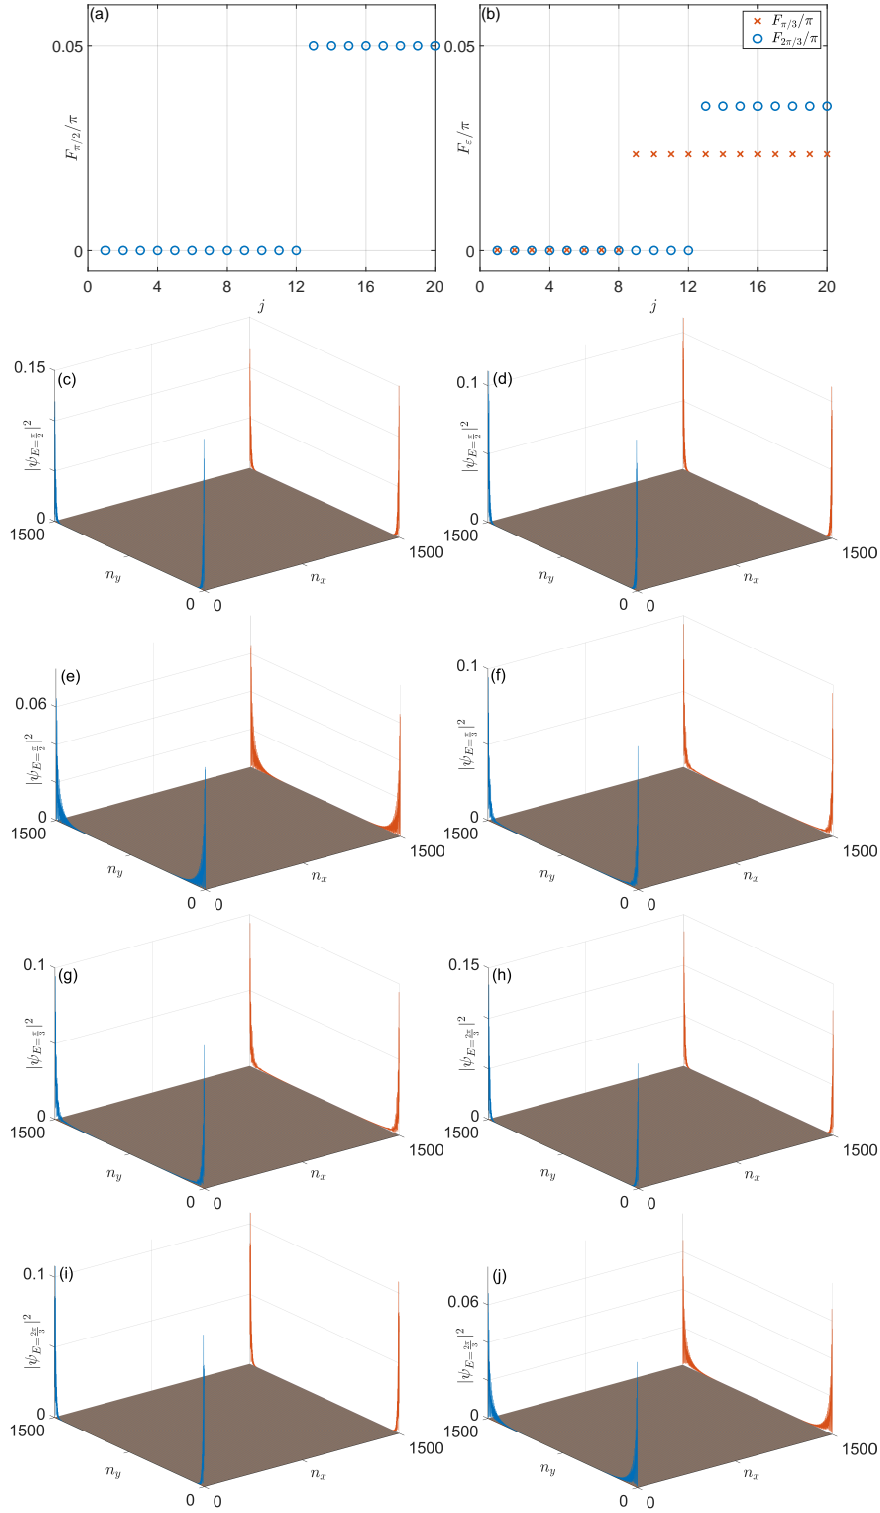 (a)
0.05
0
F_{π/2}/π
0 4 8 12 16 20
j
(b)
0.05
0
F_ε/π
× F_{π/3}/π
○ F_{2π/3}/π
0 4 8 12 16 20
j
(c)
0.15
0
|ψ_{E=π/2}|²
1500
n_y
0 0
n_x
1500
(d)
0.1
0
|ψ_{E=π/2}|²
1500
n_y
0 0
n_x
1500
(e)
0.06
0
|ψ_{E=π/2}|²
1500
n_y
0 0
n_x
1500
(f)
0.1
0
|ψ_{E=π/3}|²
1500
n_y
0 0
n_x
1500
(g)
0.1
0
|ψ_{E=π/3}|²
1500
n_y
0 0
n_x
1500
(h)
0.15
0
|ψ_{E=2π/3}|²
1500
n_y
0 0
n_x
1500
(i)
0.1
0
|ψ_{E=2π/3}|²
1500
n_y
0 0
n_x
1500
(j)
0.06
0
|ψ_{E=2π/3}|²
1500
n_y
0 0
n_x
1500